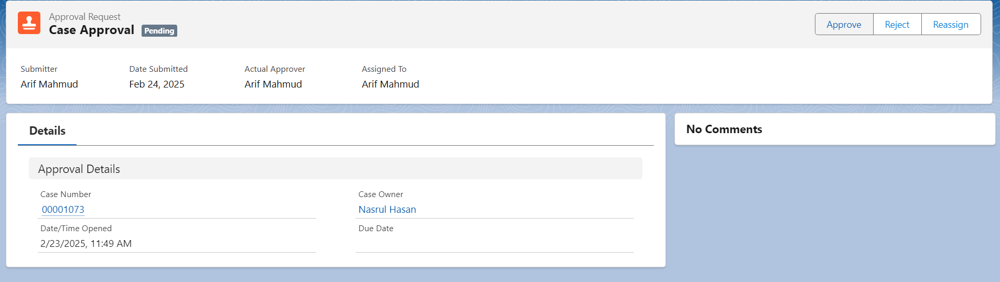 Approval Request
Case Approval Pending
Approve Reject Reassign
Submitter Date Submitted Actual Approver Assigned To
Arif Mahmud Feb 24, 2025 Arif Mahmud Arif Mahmud
Details
Approval Details
Case Number Case Owner
00001073 Nasrul Hasan
Date/Time Opened Due Date
2/23/2025, 11:49 AM
No Comments